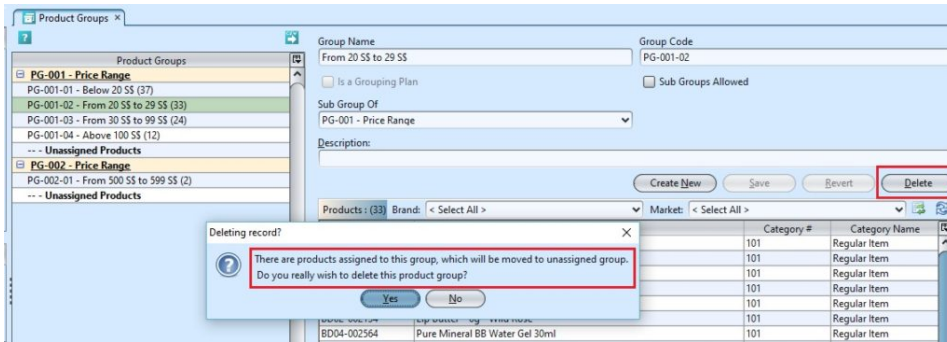 Product Groups ×
?
Product Groups
PG-001 - Price Range
PG-001-01 - Below 20 S$ (37)
PG-001-02 - From 20 S$ to 29 S$ (33)
PG-001-03 - From 30 S$ to 99 S$ (24)
PG-001-04 - Above 100 S$ (12)
-- - Unassigned Products
PG-002 - Price Range
PG-002-01 - From 500 S$ to 599 S$ (2)
-- - Unassigned Products
Group Name
From 20 S$ to 29 S$
Group Code
PG-001-02
Is a Grouping Plan
Sub Groups Allowed
Sub Group Of
PG-001 - Price Range
Description:
Create New Save Revert Delete
Products : (33) Brand: < Select All > Market: < Select All >
Category # Category Name
101 Regular Item
101 Regular Item
101 Regular Item
101 Regular Item
101 Regular Item
101 Regular Item
BD04-002564 Pure Mineral BB Water Gel 30ml 101 Regular Item
Deleting record? ×
There are products assigned to this group, which will be moved to unassigned group.
Do you really wish to delete this product group?
Yes No